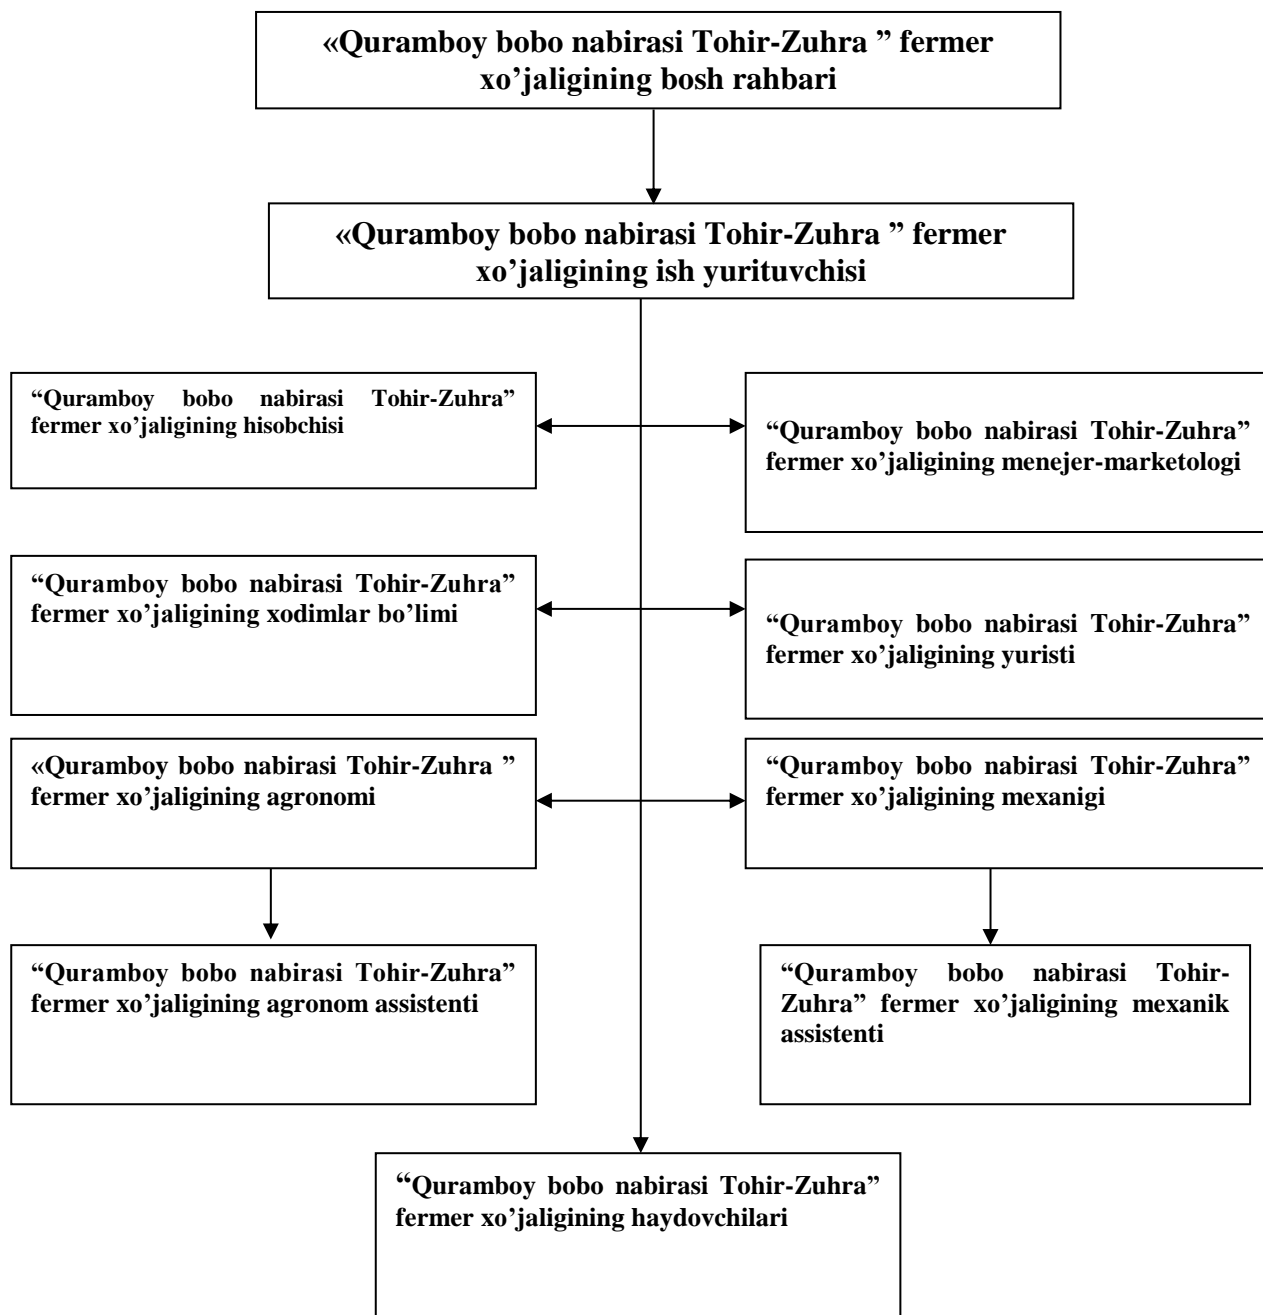 «Quramboy bobo nabirasi Tohir-Zuhra ” fermer
xo’jaligining bosh rahbari
«Quramboy bobo nabirasi Tohir-Zuhra ” fermer
xo’jaligining ish yurituvchisi
“Quramboy bobo nabirasi Tohir-Zuhra”
fermer xo’jaligining hisobchisi
“Quramboy bobo nabirasi Tohir-Zuhra”
fermer xo’jaligining menejer-marketologi
“Quramboy bobo nabirasi Tohir-Zuhra”
fermer xo’jaligining xodimlar bo’limi
“Quramboy bobo nabirasi Tohir-Zuhra”
fermer xo’jaligining yuristi
«Quramboy bobo nabirasi Tohir-Zuhra ”
fermer xo’jaligining agronomi
“Quramboy bobo nabirasi Tohir-Zuhra”
fermer xo’jaligining mexanigi
“Quramboy bobo nabirasi Tohir-Zuhra”
fermer xo’jaligining agronom assistenti
“Quramboy bobo nabirasi Tohir-
Zuhra” fermer xo’jaligining mexanik
assistenti
“Quramboy bobo nabirasi Tohir-Zuhra”
fermer xo’jaligining haydovchilari